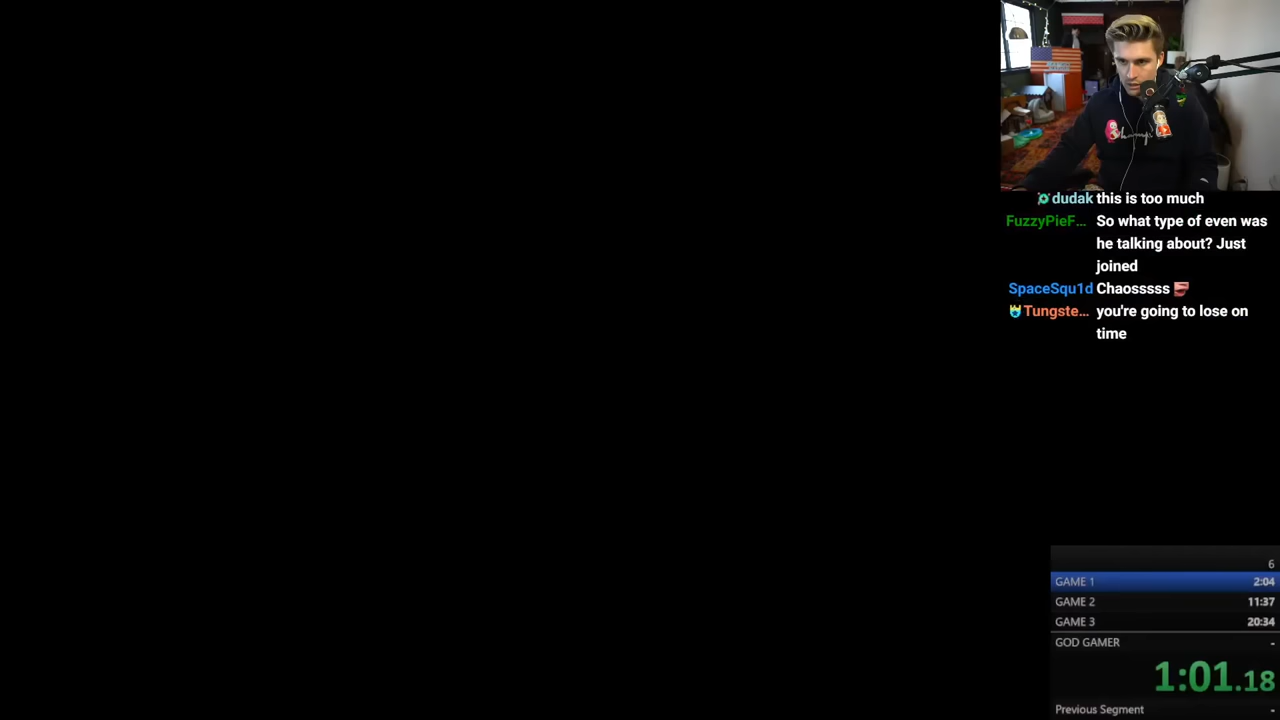 dudak this is too much
FuzzyPieF... So what type of even was
he talking about? Just
joined
SpaceSqu1d Chaosssss
Tungste... you're going to lose on
time
6
GAME 1 2:04
GAME 2 11:37
GAME 3 20:34
GOD GAMER -
1:01.18
Previous Segment -